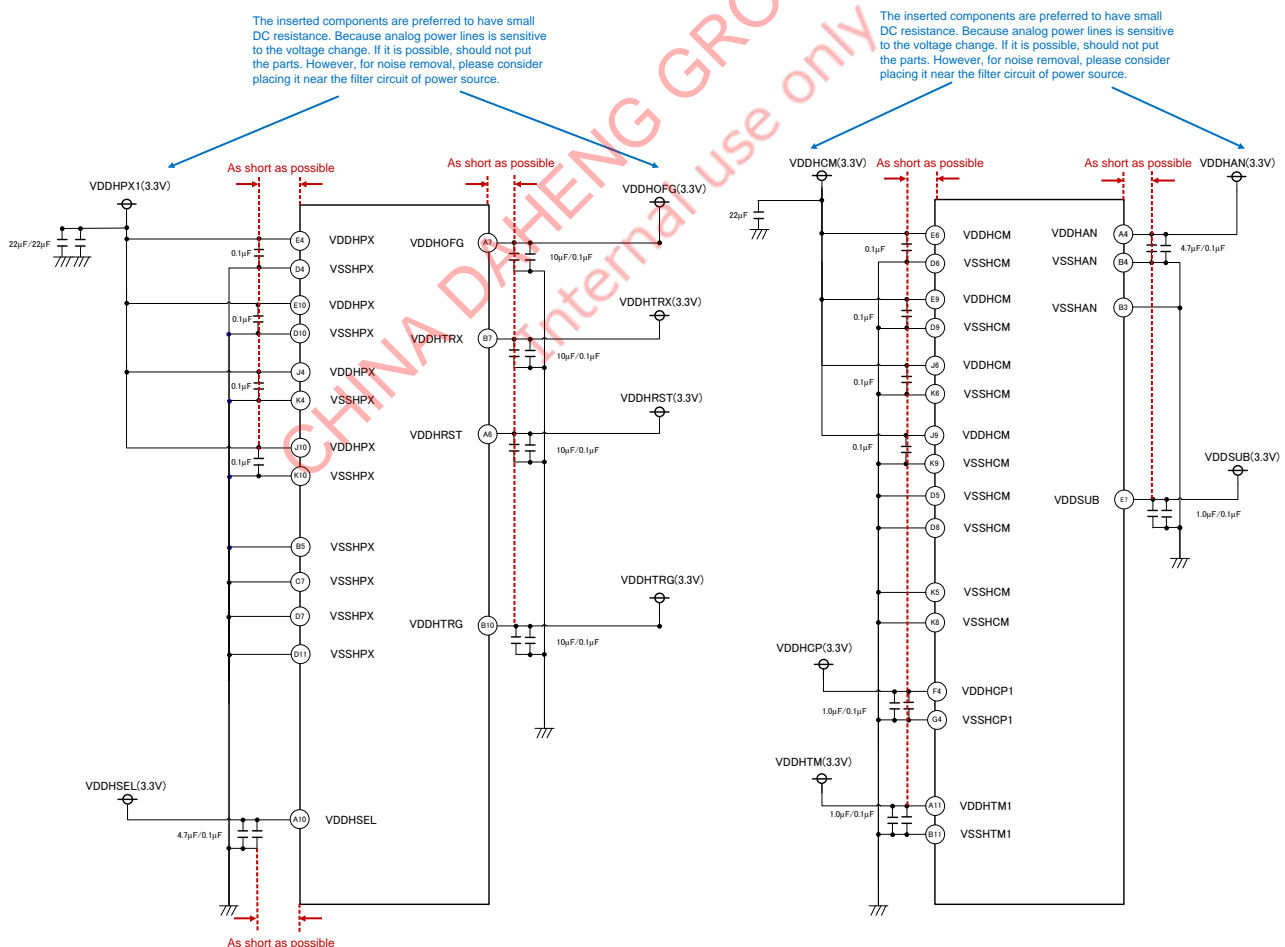 The inserted components are preferred to have small
DC resistance. Because analog power lines is sensitive
to the voltage change. If it is possible, should not put
the parts. However, for noise removal, please consider
placing it near the filter circuit of power source.
The inserted components are preferred to have small
DC resistance. Because analog power lines is sensitive
to the voltage change. If it is possible, should not put
the parts. However, for noise removal, please consider
placing it near the filter circuit of power source.
CHINA DAHENG GRO
Internal use only
As short as possible
VDDHPX1(3.3V)
22μF/22μF
E4
VDDHPX
0.1μF
D4
VSSHPX
E10
VDDHPX
0.1μF
D10
VSSHPX
J4
VDDHPX
0.1μF
K4
VSSHPX
J10
VDDHPX
0.1μF
K10
VSSHPX
B5
VSSHPX
C7
VSSHPX
D7
VSSHPX
D11
VSSHPX
VDDHSEL(3.3V)
A10
VDDHSEL
4.7μF/0.1μF
As short as possible
As short as possible
VDDHOFG(3.3V)
VDDHOFG
A7
10μF/0.1μF
VDDHTRX(3.3V)
VDDHTRX
B7
10μF/0.1μF
VDDHRST(3.3V)
VDDHRST
A6
10μF/0.1μF
VDDHTRG(3.3V)
VDDHTRG
B10
10μF/0.1μF
VDDHCM(3.3V)
As short as possible
22μF
E6
VDDHCM
0.1μF
D6
VSSHCM
E9
VDDHCM
0.1μF
D9
VSSHCM
J6
VDDHCM
0.1μF
K6
VSSHCM
J9
VDDHCM
0.1μF
K9
VSSHCM
D5
VSSHCM
D8
VSSHCM
K5
VSSHCM
K8
VSSHCM
VDDHCP(3.3V)
F4
VDDHCP1
1.0μF/0.1μF
G4
VSSHCP1
VDDHTM(3.3V)
A11
VDDHTM1
1.0μF/0.1μF
B11
VSSHTM1
As short as possible
VDDHAN(3.3V)
VDDHAN
A4
4.7μF/0.1μF
VSSHAN
B4
VSSHAN
B3
VDDSUB(3.3V)
VDDSUB
E7
1.0μF/0.1μF